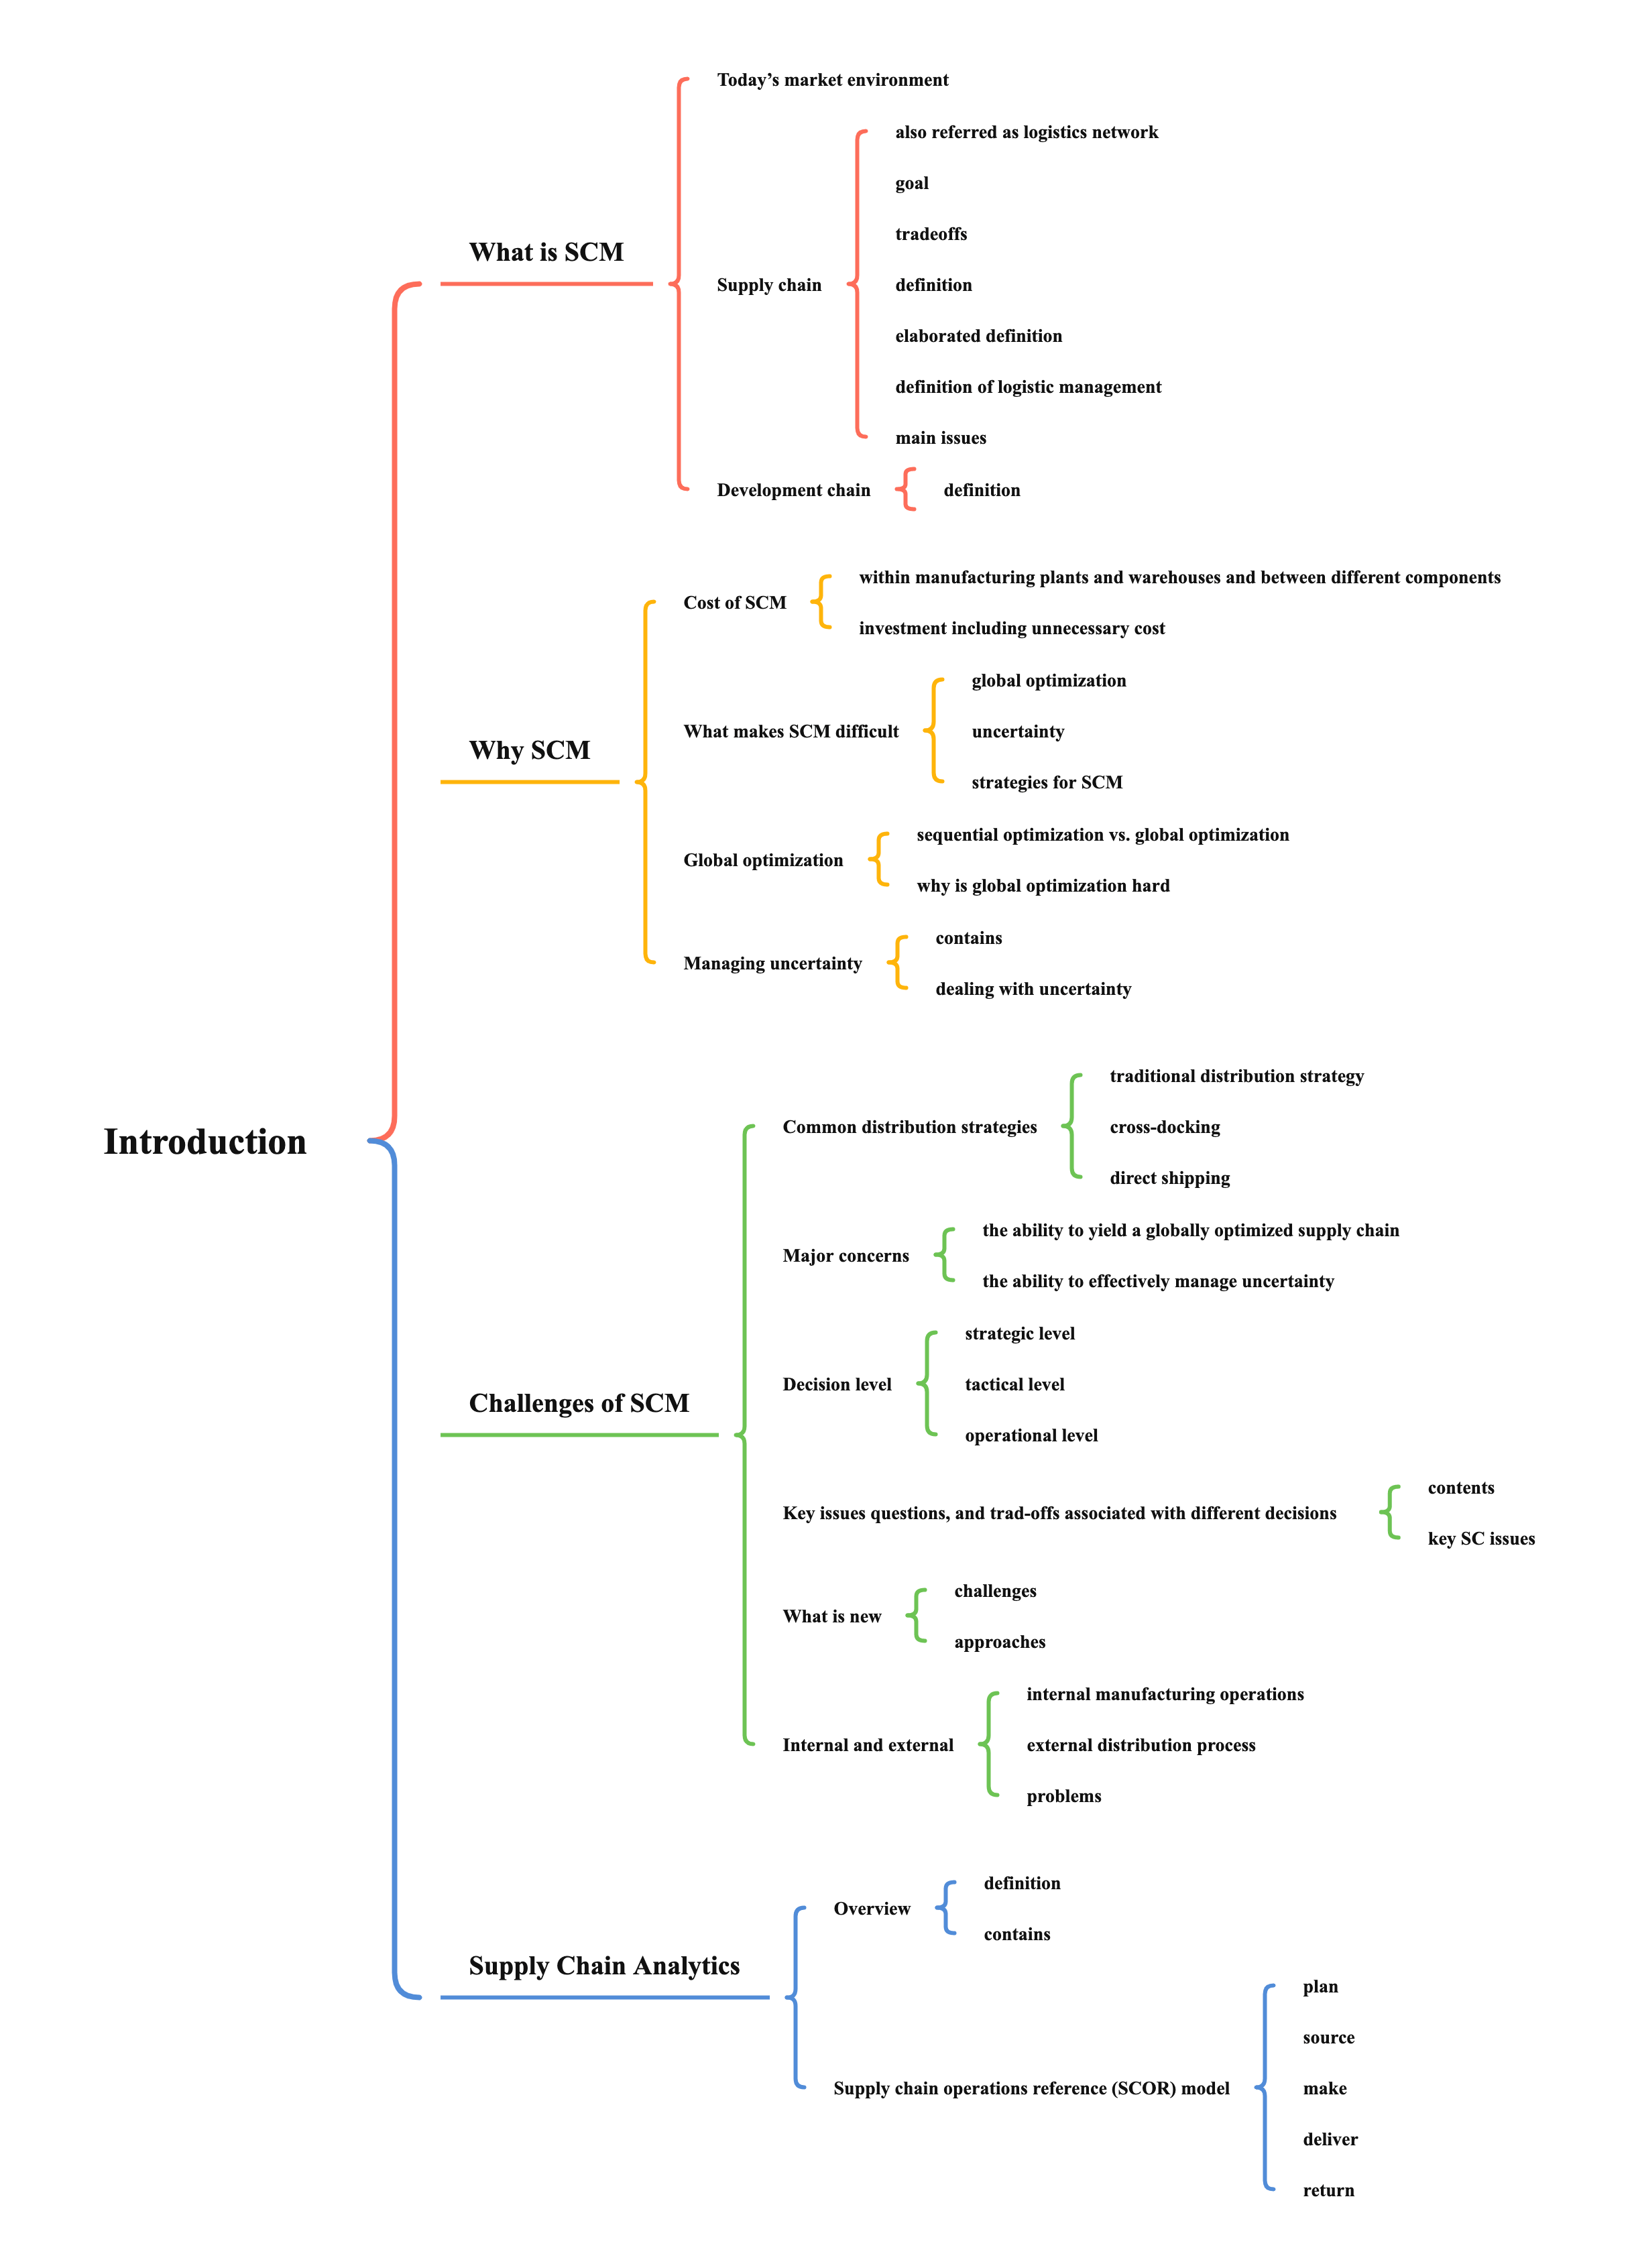 Introduction
What is SCM
Today’s market environment
Supply chain
also referred as logistics network
goal
tradeoffs
definition
elaborated definition
definition of logistic management
main issues
Development chain
definition
Why SCM
Cost of SCM
within manufacturing plants and warehouses and between different components
investment including unnecessary cost
What makes SCM difficult
global optimization
uncertainty
strategies for SCM
Global optimization
sequential optimization vs. global optimization
why is global optimization hard
Managing uncertainty
contains
dealing with uncertainty
Challenges of SCM
Common distribution strategies
traditional distribution strategy
cross-docking
direct shipping
Major concerns
the ability to yield a globally optimized supply chain
the ability to effectively manage uncertainty
Decision level
strategic level
tactical level
operational level
Key issues questions, and trad-offs associated with different decisions
contents
key SC issues
What is new
challenges
approaches
Internal and external
internal manufacturing operations
external distribution process
problems
Supply Chain Analytics
Overview
definition
contains
Supply chain operations reference (SCOR) model
plan
source
make
deliver
return